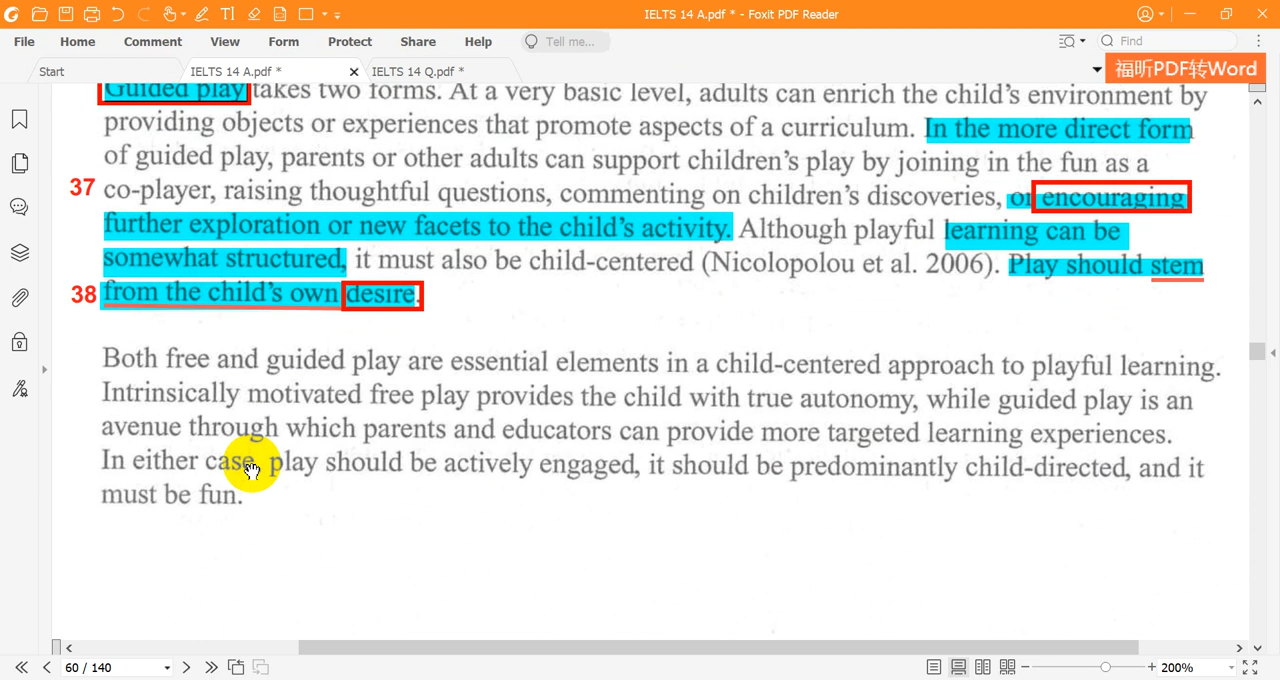 IELTS 14 A.pdf * - Foxit PDF Reader
File Home Comment View Form Protect Share Help Tell me... Find
Start IELTS 14 A.pdf * IELTS 14 Q.pdf * 福昕PDF转Word
Guided play takes two forms. At a very basic level, adults can enrich the child's environment by
providing objects or experiences that promote aspects of a curriculum. In the more direct form
of guided play, parents or other adults can support children's play by joining in the fun as a
37 co-player, raising thoughtful questions, commenting on children's discoveries, or encouraging
further exploration or new facets to the child's activity. Although playful learning can be
somewhat structured, it must also be child-centered (Nicolopolou et al. 2006). Play should stem
38 from the child's own desire.
Both free and guided play are essential elements in a child-centered approach to playful learning.
Intrinsically motivated free play provides the child with true autonomy, while guided play is an
avenue through which parents and educators can provide more targeted learning experiences.
In either case, play should be actively engaged, it should be predominantly child-directed, and it
must be fun.
60 / 140 200%